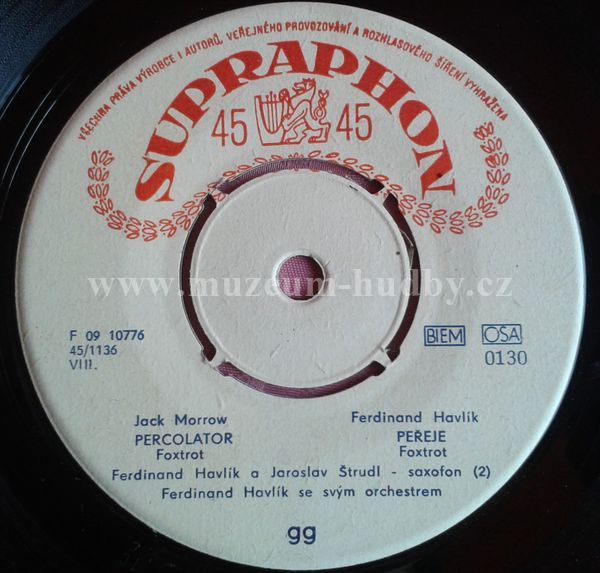 VŠECHNA PRÁVA VÝROBCE I AUTORŮ, VEŘEJNÉHO PROVOZOVÁNÍ A ROZHLASOVÉHO ŠÍŘENÍ VYHRAŽENA
SUPRAPHON
45 45
www.muzeum-hudby.cz
F 09 10776
45/1136
VIII.
BIEM OSA
0130
Jack Morrow
PERCOLATOR
Foxtrot
Ferdinand Havlík
PEŘEJE
Foxtrot
Ferdinand Havlík a Jaroslav Štrudl - saxofon (2)
Ferdinand Havlík se svým orchestrem
gg